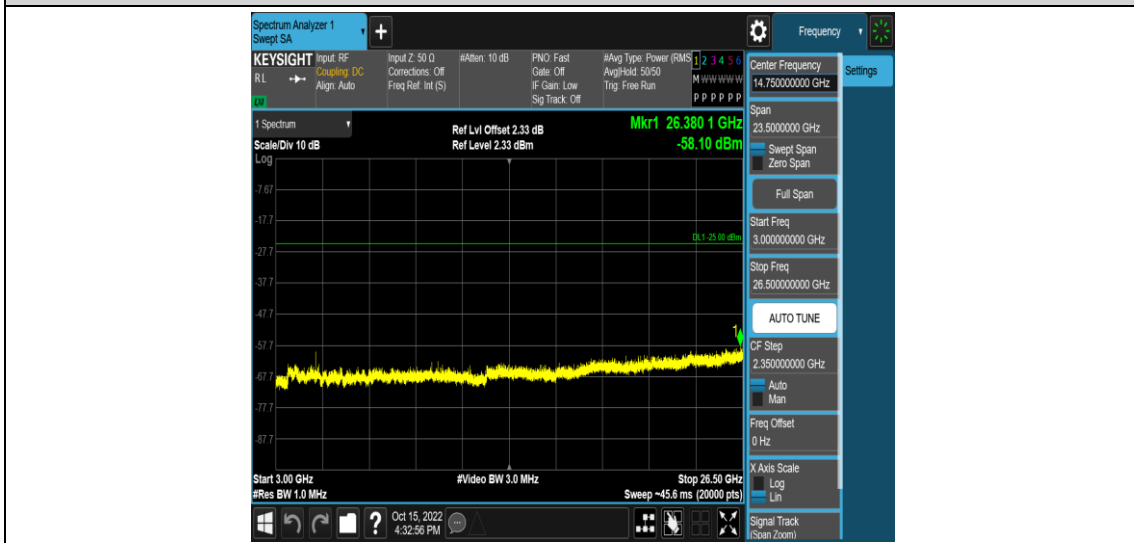 Spectrum Analyzer 1
Swept SA
+
Frequency
KEYSIGHT
RL
LXI
Input: RF
Coupling: DC
Align: Auto
Input Z: 50 Ω
Corrections: Off
Freq Ref: Int (S)
#Atten: 10 dB
PNO: Fast
Gate: Off
IF Gain: Low
Sig Track: Off
#Avg Type: Power (RMS
Avg|Hold: 50/50
Trig: Free Run
1 2 3 4 5 6
M W W W W W
P P P P P P
1 Spectrum
Scale/Div 10 dB
Ref Lvl Offset 2.33 dB
Ref Level 2.33 dBm
Mkr1 26.380 1 GHz
-58.10 dBm
Log
-7.67
-17.7
DL1 -25.00 dBm
-27.7
-37.7
-47.7
1
-57.7
-67.7
-77.7
-87.7
Start 3.00 GHz
#Video BW 3.0 MHz
Stop 26.50 GHz
#Res BW 1.0 MHz
Sweep ~45.6 ms (20000 pts)
Center Frequency
14.750000000 GHz
Settings
Span
23.5000000 GHz
Swept Span
Zero Span
Full Span
Start Freq
3.000000000 GHz
Stop Freq
26.500000000 GHz
AUTO TUNE
CF Step
2.350000000 GHz
Auto
Man
Freq Offset
0 Hz
X Axis Scale
Log
Lin
Signal Track
(Span Zoom)
?
Oct 15, 2022
4:32:56 PM